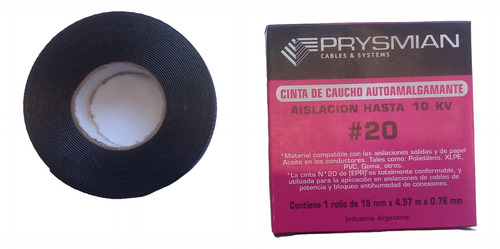 PRYSMIAN
CABLES & SYSTEMS
CINTA DE CAUCHO AUTOAMALGAMANTE
AISLACION HASTA 10 KV
#20
*Material compatible con las aislaciones sólidas y de papel
Aceite en los conductores. Tales como: Polietileno, XLPE,
PVC, Goma, otros.
*La cinta N°20 de [EPR] es totalmente conformable, y
utilizada para la aplicación en aislaciones de cables de
potencia y bloqueo antihumedad de conexiones.
Contiene 1 rollo de 19 mm x 4.57 m x 0.76 mm
Industria Argentina